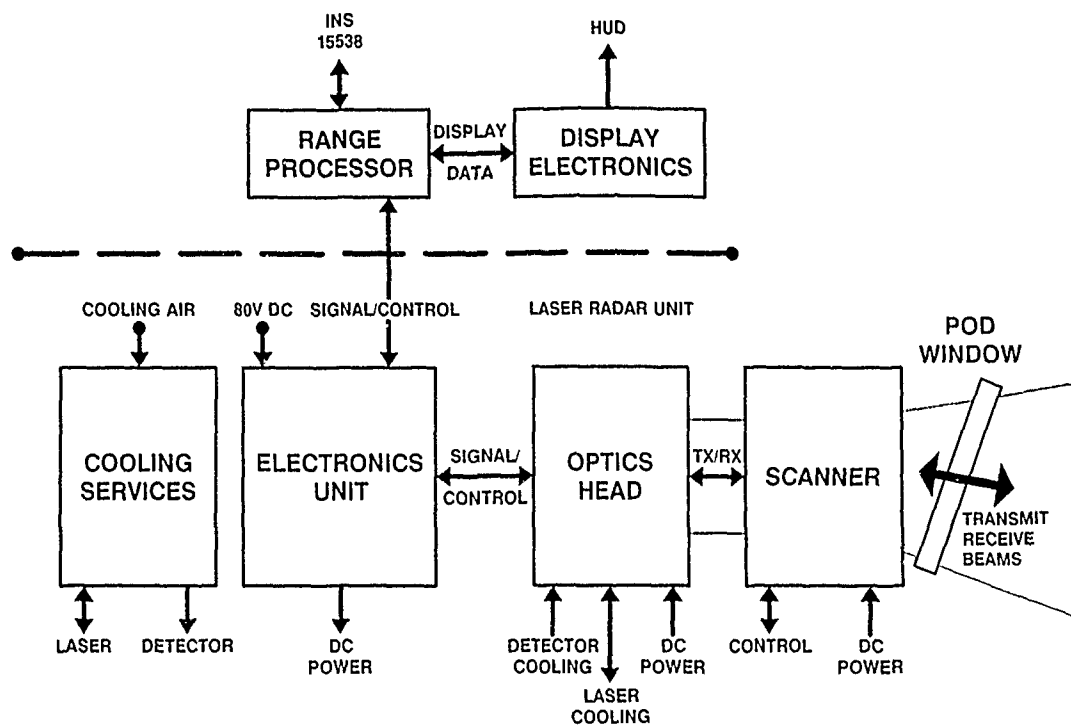 INS
15538
HUD
RANGE
PROCESSOR
DISPLAY
DATA
DISPLAY
ELECTRONICS
COOLING AIR
80V DC
SIGNAL/CONTROL
LASER RADAR UNIT
POD
WINDOW
COOLING
SERVICES
ELECTRONICS
UNIT
SIGNAL/
CONTROL
OPTICS
HEAD
TX/RX
SCANNER
TRANSMIT
RECEIVE
BEAMS
LASER
DETECTOR
DC
POWER
DETECTOR
COOLING
LASER
COOLING
DC
POWER
CONTROL
DC
POWER